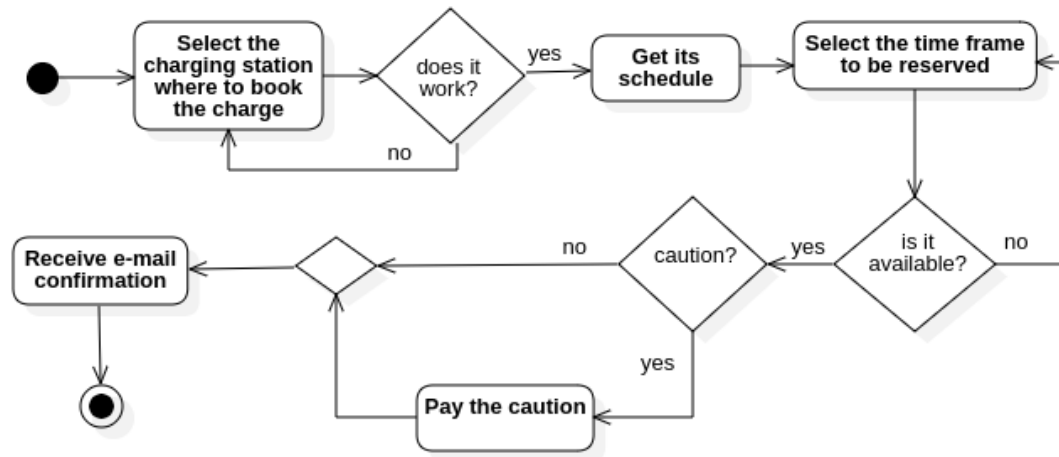 Select the
charging station
where to book
the charge
does it
work?
yes
no
Get its
schedule
Select the time frame
to be reserved
is it
available?
no
yes
caution?
no
yes
Pay the caution
Receive e-mail
confirmation